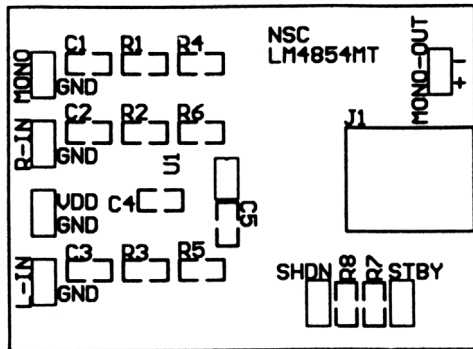 C1 R1 R4
NSC
LM4854MT
MONO
GND
MONO-OUT
-
+
C2 R2 R6
R-IN
GND
J1
U1
VDD
GND
C4
C5
C3 R3 R5
L-IN
GND
SHDN R8 R7 STBY